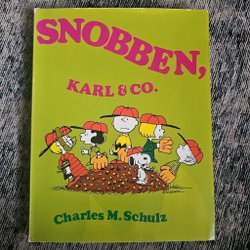 SNOBBEN,
KARL & CO.
Charles M. Schulz